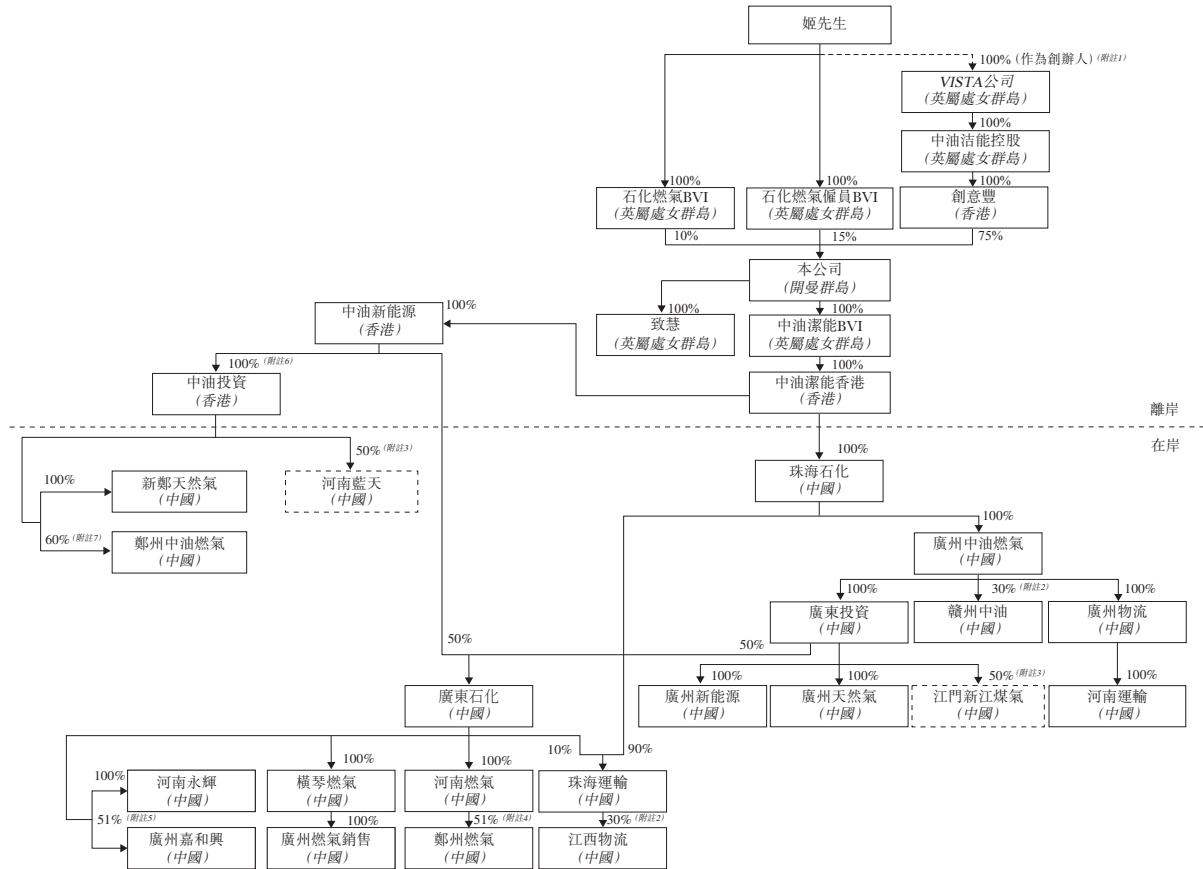 姬先生
100% (作為創辦人) (附註1)
VISTA公司
(英屬處女群島)
100%
中油洁能控股
(英屬處女群島)
100%
100%
100%
石化燃氣BVI
(英屬處女群島)
石化燃氣僱員BVI
(英屬處女群島)
創意豐
(香港)
10%
15%
75%
本公司
(開曼群島)
中油新能源
(香港)
100%
100%
100%
致慧
(英屬處女群島)
中油潔能BVI
(英屬處女群島)
100% (附註6)
100%
中油投資
(香港)
中油潔能香港
(香港)
離岸
在岸
50% (附註3)
100%
100%
新鄭天然氣
(中國)
河南藍天
(中國)
珠海石化
(中國)
60% (附註7)
鄭州中油燃氣
(中國)
100%
廣州中油燃氣
(中國)
100%
30% (附註2)
100%
廣東投資
(中國)
贛州中油
(中國)
廣州物流
(中國)
50%
50%
100%
100%
50% (附註3)
100%
廣東石化
(中國)
廣州新能源
(中國)
廣州天然氣
(中國)
江門新江煤氣
(中國)
河南運輸
(中國)
10%
90%
100%
100%
100%
河南永輝
(中國)
橫琴燃氣
(中國)
河南燃氣
(中國)
珠海運輸
(中國)
51% (附註5)
100%
51% (附註4)
30% (附註2)
廣州嘉和興
(中國)
廣州燃氣銷售
(中國)
鄭州燃氣
(中國)
江西物流
(中國)